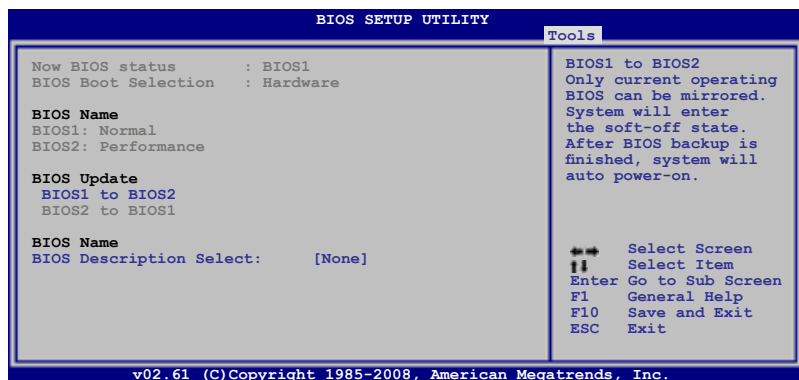 BIOS SETUP UTILITY
Tools
Now BIOS status : BIOS1
BIOS Boot Selection : Hardware
BIOS Name
BIOS1: Normal
BIOS2: Performance
BIOS Update
BIOS1 to BIOS2
BIOS2 to BIOS1
BIOS Name
BIOS Description Select: [None]
BIOS1 to BIOS2
Only current operating
BIOS can be mirrored.
System will enter
the soft-off state.
After BIOS backup is
finished, system will
auto power-on.
Select Screen
Select Item
Enter Go to Sub Screen
F1 General Help
F10 Save and Exit
ESC Exit
v02.61 (C)Copyright 1985-2008, American Megatrends, Inc.